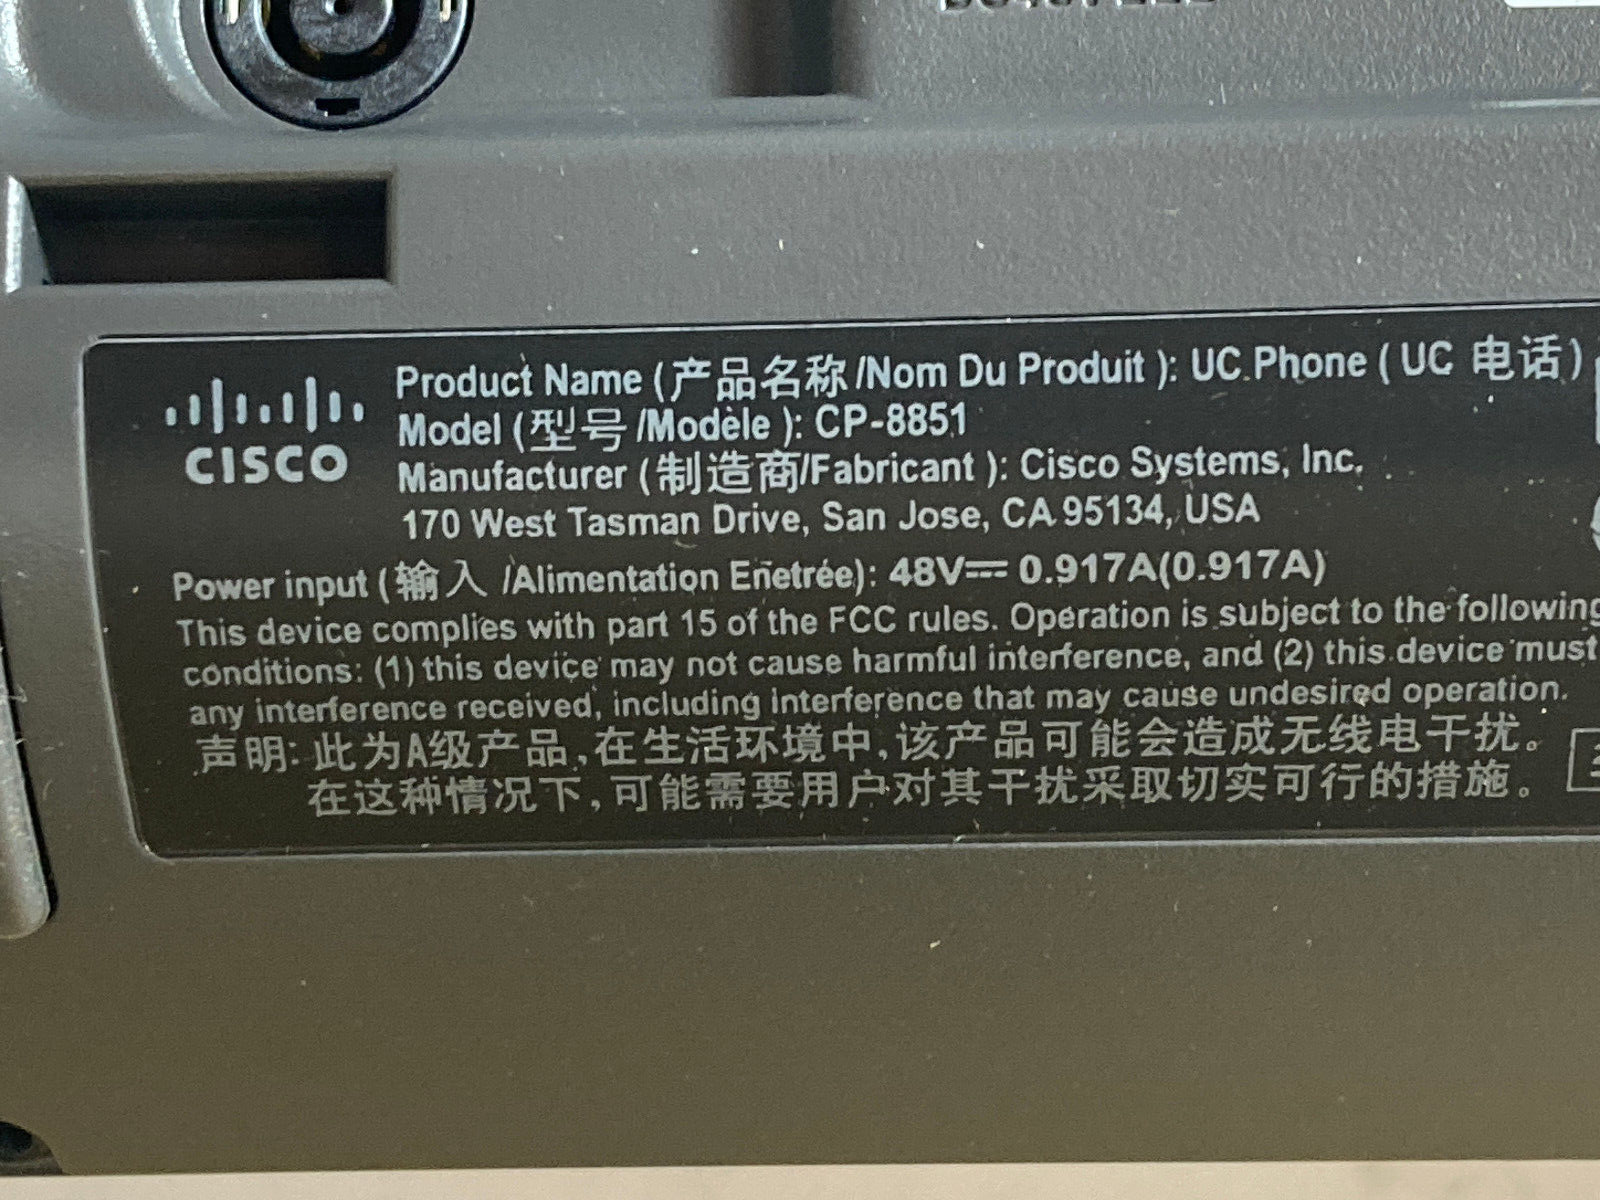 CISCO
Product Name (产品名称/Nom Du Produit ): UC Phone ( UC 电话)
Model (型号/Modèle ): CP-8851
Manufacturer (制造商/Fabricant ): Cisco Systems, Inc.
170 West Tasman Drive, San Jose, CA 95134, USA
Power input (输入 /Alimentation Enetrée): 48V⎓ 0.917A(0.917A)
This device complies with part 15 of the FCC rules. Operation is subject to the following
conditions: (1) this device may not cause harmful interference, and (2) this device must
any interference received, including interference that may cause undesired operation.
声明: 此为A级产品,在生活环境中,该产品可能会造成无线电干扰。
在这种情况下,可能需要用户对其干扰采取切实可行的措施。